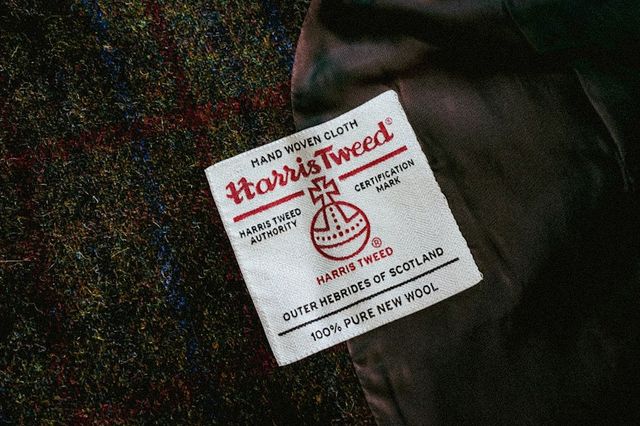 HAND WOVEN CLOTH
Harris Tweed®
HARRIS TWEED
AUTHORITY
CERTIFICATION
MARK
®
HARRIS TWEED
OUTER HEBRIDES OF SCOTLAND
100% PURE NEW WOOL